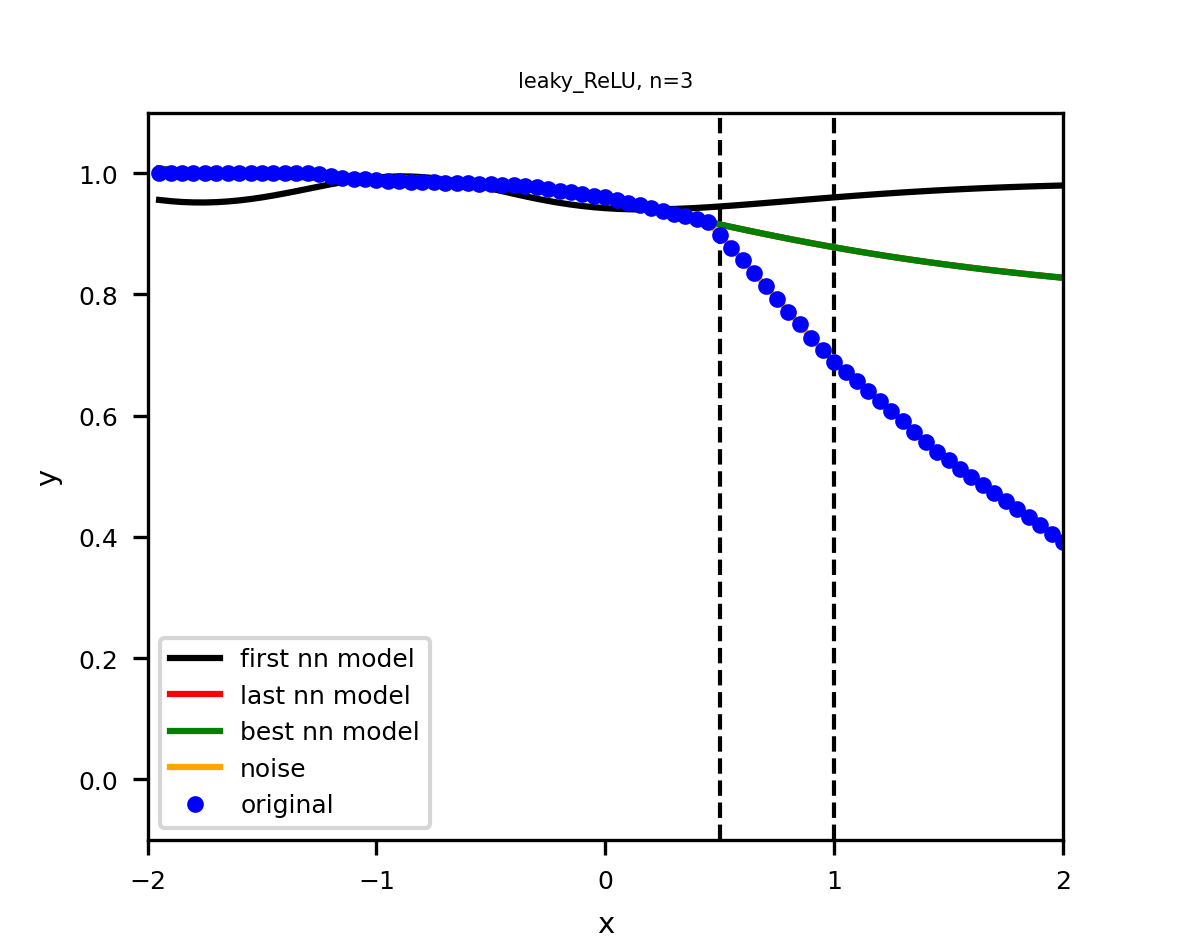 leaky_ReLU, n=3
1.0
0.8
0.6
0.4
0.2
0.0
y
first nn model
last nn model
best nn model
noise
original
−2
−1
0
1
2
x